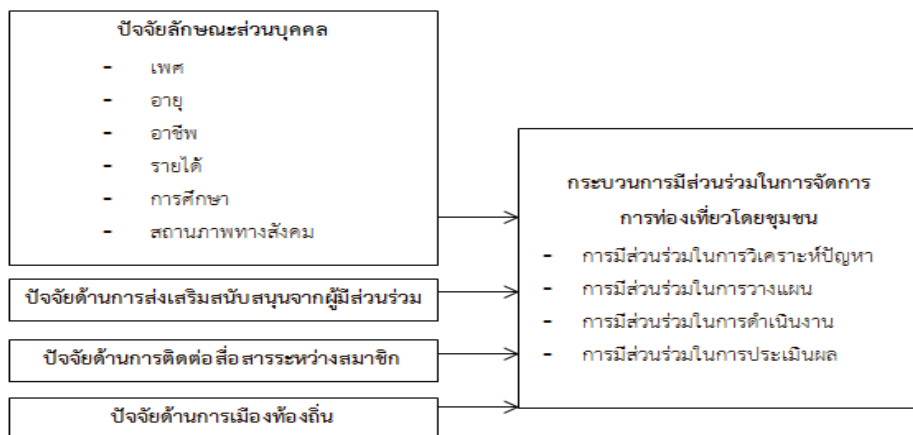 ปัจจัยลักษณะส่วนบุคคล
- เพศ
- อายุ
- อาชีพ
- รายได้
- การศึกษา
- สถานภาพทางสังคม
ปัจจัยด้านการส่งเสริมสนับสนุนจากผู้มีส่วนร่วม
ปัจจัยด้านการติดต่อสื่อสารระหว่างสมาชิก
ปัจจัยด้านการเมืองท้องถิ่น
กระบวนการมีส่วนร่วมในการจัดการ
การท่องเที่ยวโดยชุมชน
- การมีส่วนร่วมในการวิเคราะห์ปัญหา
- การมีส่วนร่วมในการวางแผน
- การมีส่วนร่วมในการดำเนินงาน
- การมีส่วนร่วมในการประเมินผล